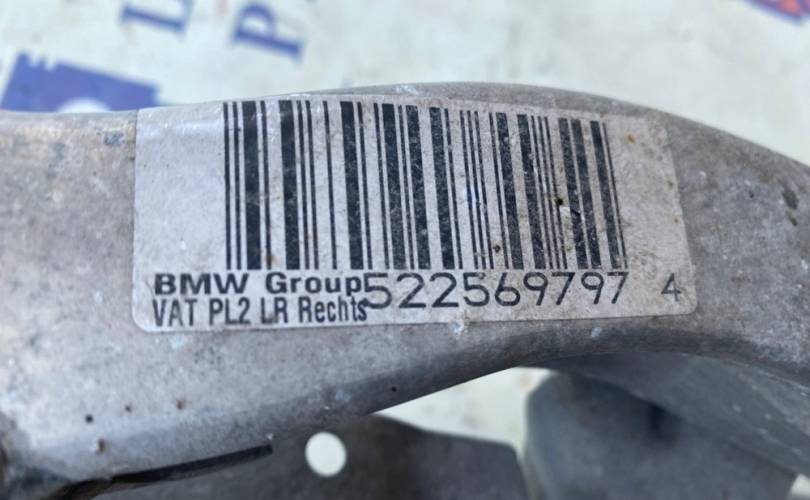 BMW Group 522569797 4
VAT PL2 LR Rechts